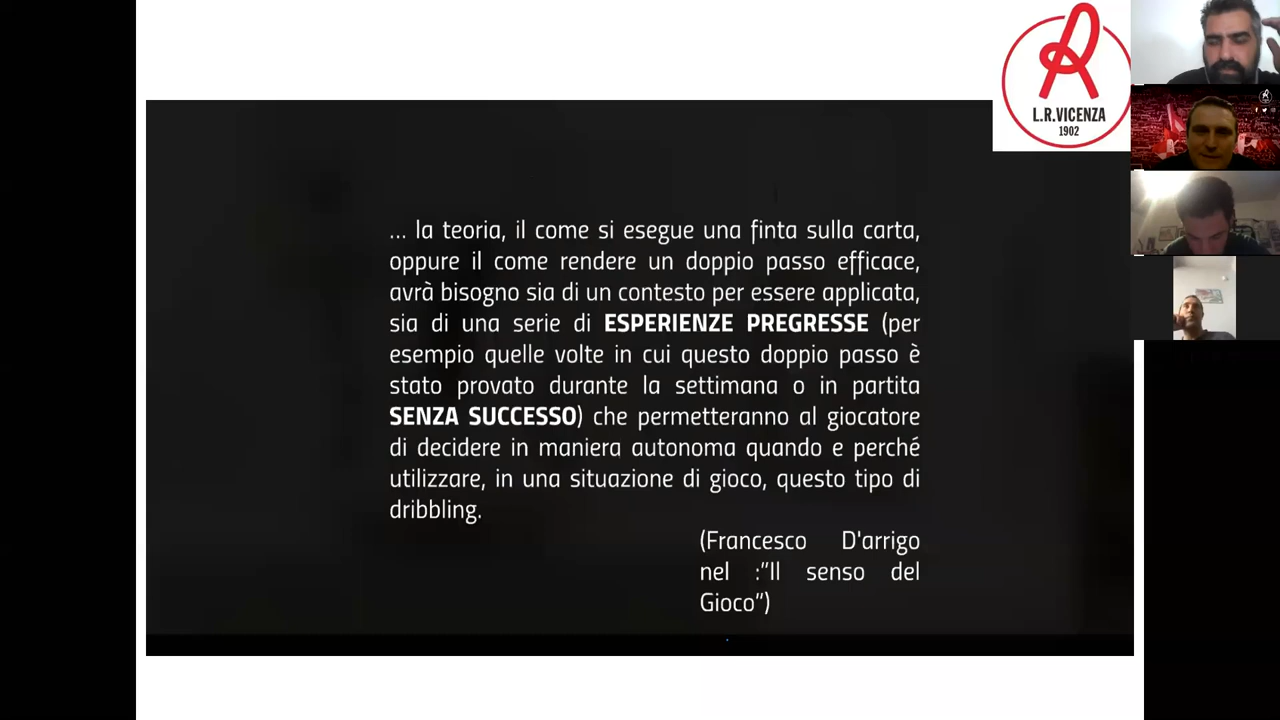 L.R.VICENZA
1902
... la teoria, il come si esegue una finta sulla carta,
oppure il come rendere un doppio passo efficace,
avrà bisogno sia di un contesto per essere applicata,
sia di una serie di ESPERIENZE PREGRESSE (per
esempio quelle volte in cui questo doppio passo è
stato provato durante la settimana o in partita
SENZA SUCCESSO) che permetteranno al giocatore
di decidere in maniera autonoma quando e perché
utilizzare, in una situazione di gioco, questo tipo di
dribbling.
(Francesco D'arrigo
nel :"Il senso del
Gioco")